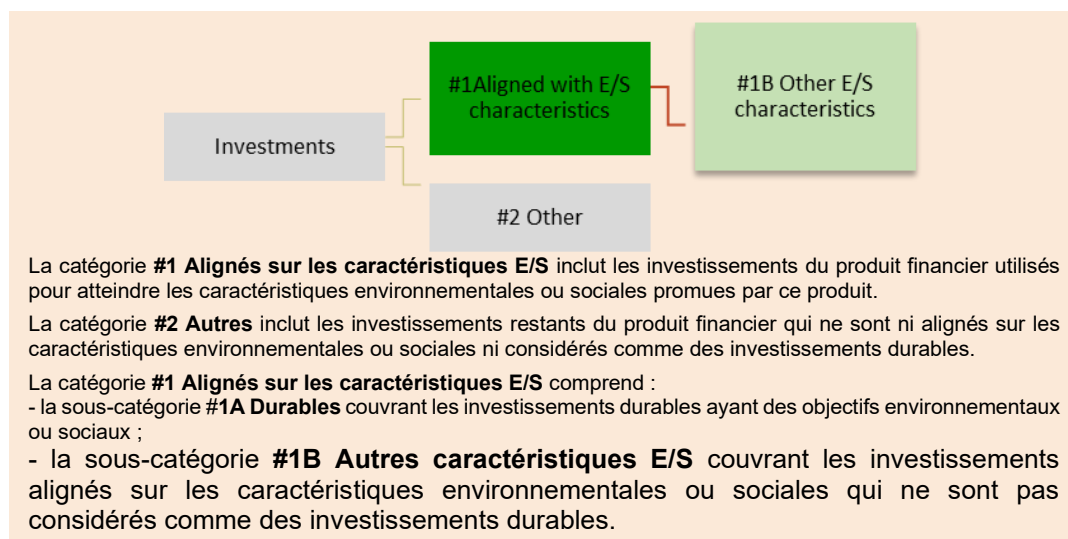 #1Aligned with E/S
characteristics
#1B Other E/S
characteristics
Investments
#2 Other
La catégorie #1 Alignés sur les caractéristiques E/S inclut les investissements du produit financier utilisés
pour atteindre les caractéristiques environnementales ou sociales promues par ce produit.
La catégorie #2 Autres inclut les investissements restants du produit financier qui ne sont ni alignés sur les
caractéristiques environnementales ou sociales ni considérés comme des investissements durables.
La catégorie #1 Alignés sur les caractéristiques E/S comprend :
- la sous-catégorie #1A Durables couvrant les investissements durables ayant des objectifs environnementaux
ou sociaux ;
- la sous-catégorie #1B Autres caractéristiques E/S couvrant les investissements
alignés sur les caractéristiques environnementales ou sociales qui ne sont pas
considérés comme des investissements durables.